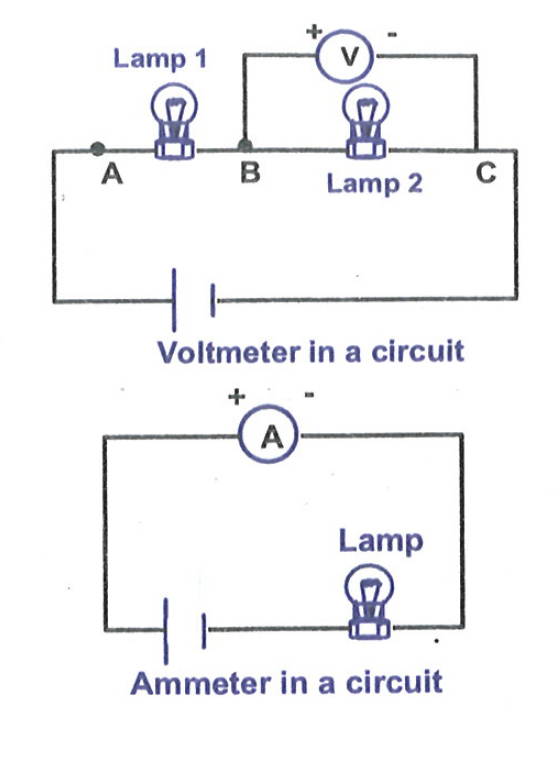 + -
V
Lamp 1
A
B
Lamp 2
C
Voltmeter in a circuit
+ -
A
Lamp
Ammeter in a circuit